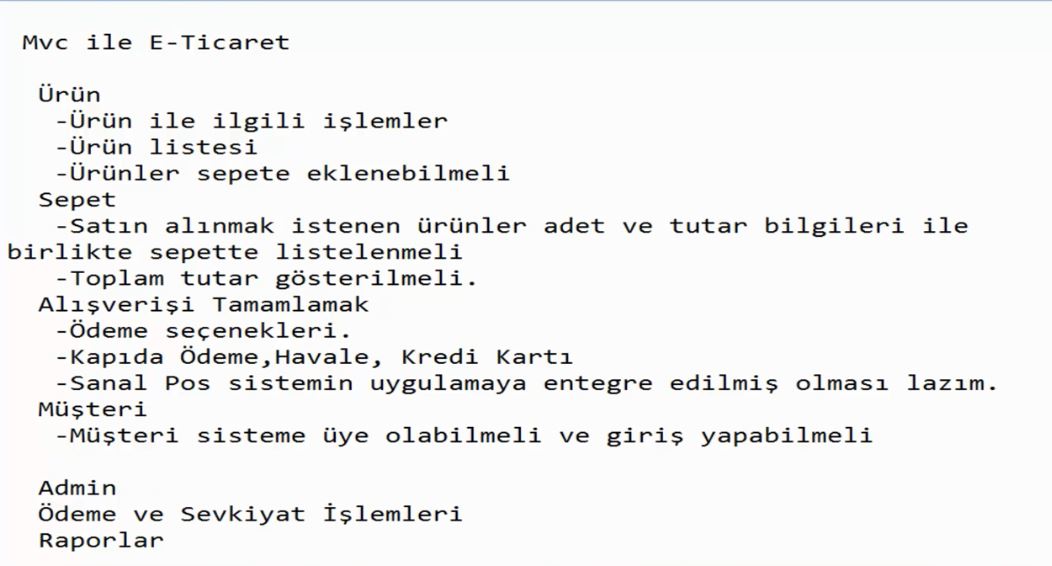 Mvc ile E-Ticaret
Ürün
-Ürün ile ilgili işlemler
-Ürün listesi
-Ürünler sepete eklenebilmeli
Sepet
-Satın alınmak istenen ürünler adet ve tutar bilgileri ile
birlikte sepette listelenmeli
-Toplam tutar gösterilmeli.
Alışverişi Tamamlamak
-Ödeme seçenekleri.
-Kapıda Ödeme,Havale, Kredi Kartı
-Sanal Pos sistemin uygulamaya entegre edilmiş olması lazım.
Müşteri
-Müşteri sisteme üye olabilmeli ve giriş yapabilmeli
Admin
Ödeme ve Sevkiyat İşlemleri
Raporlar